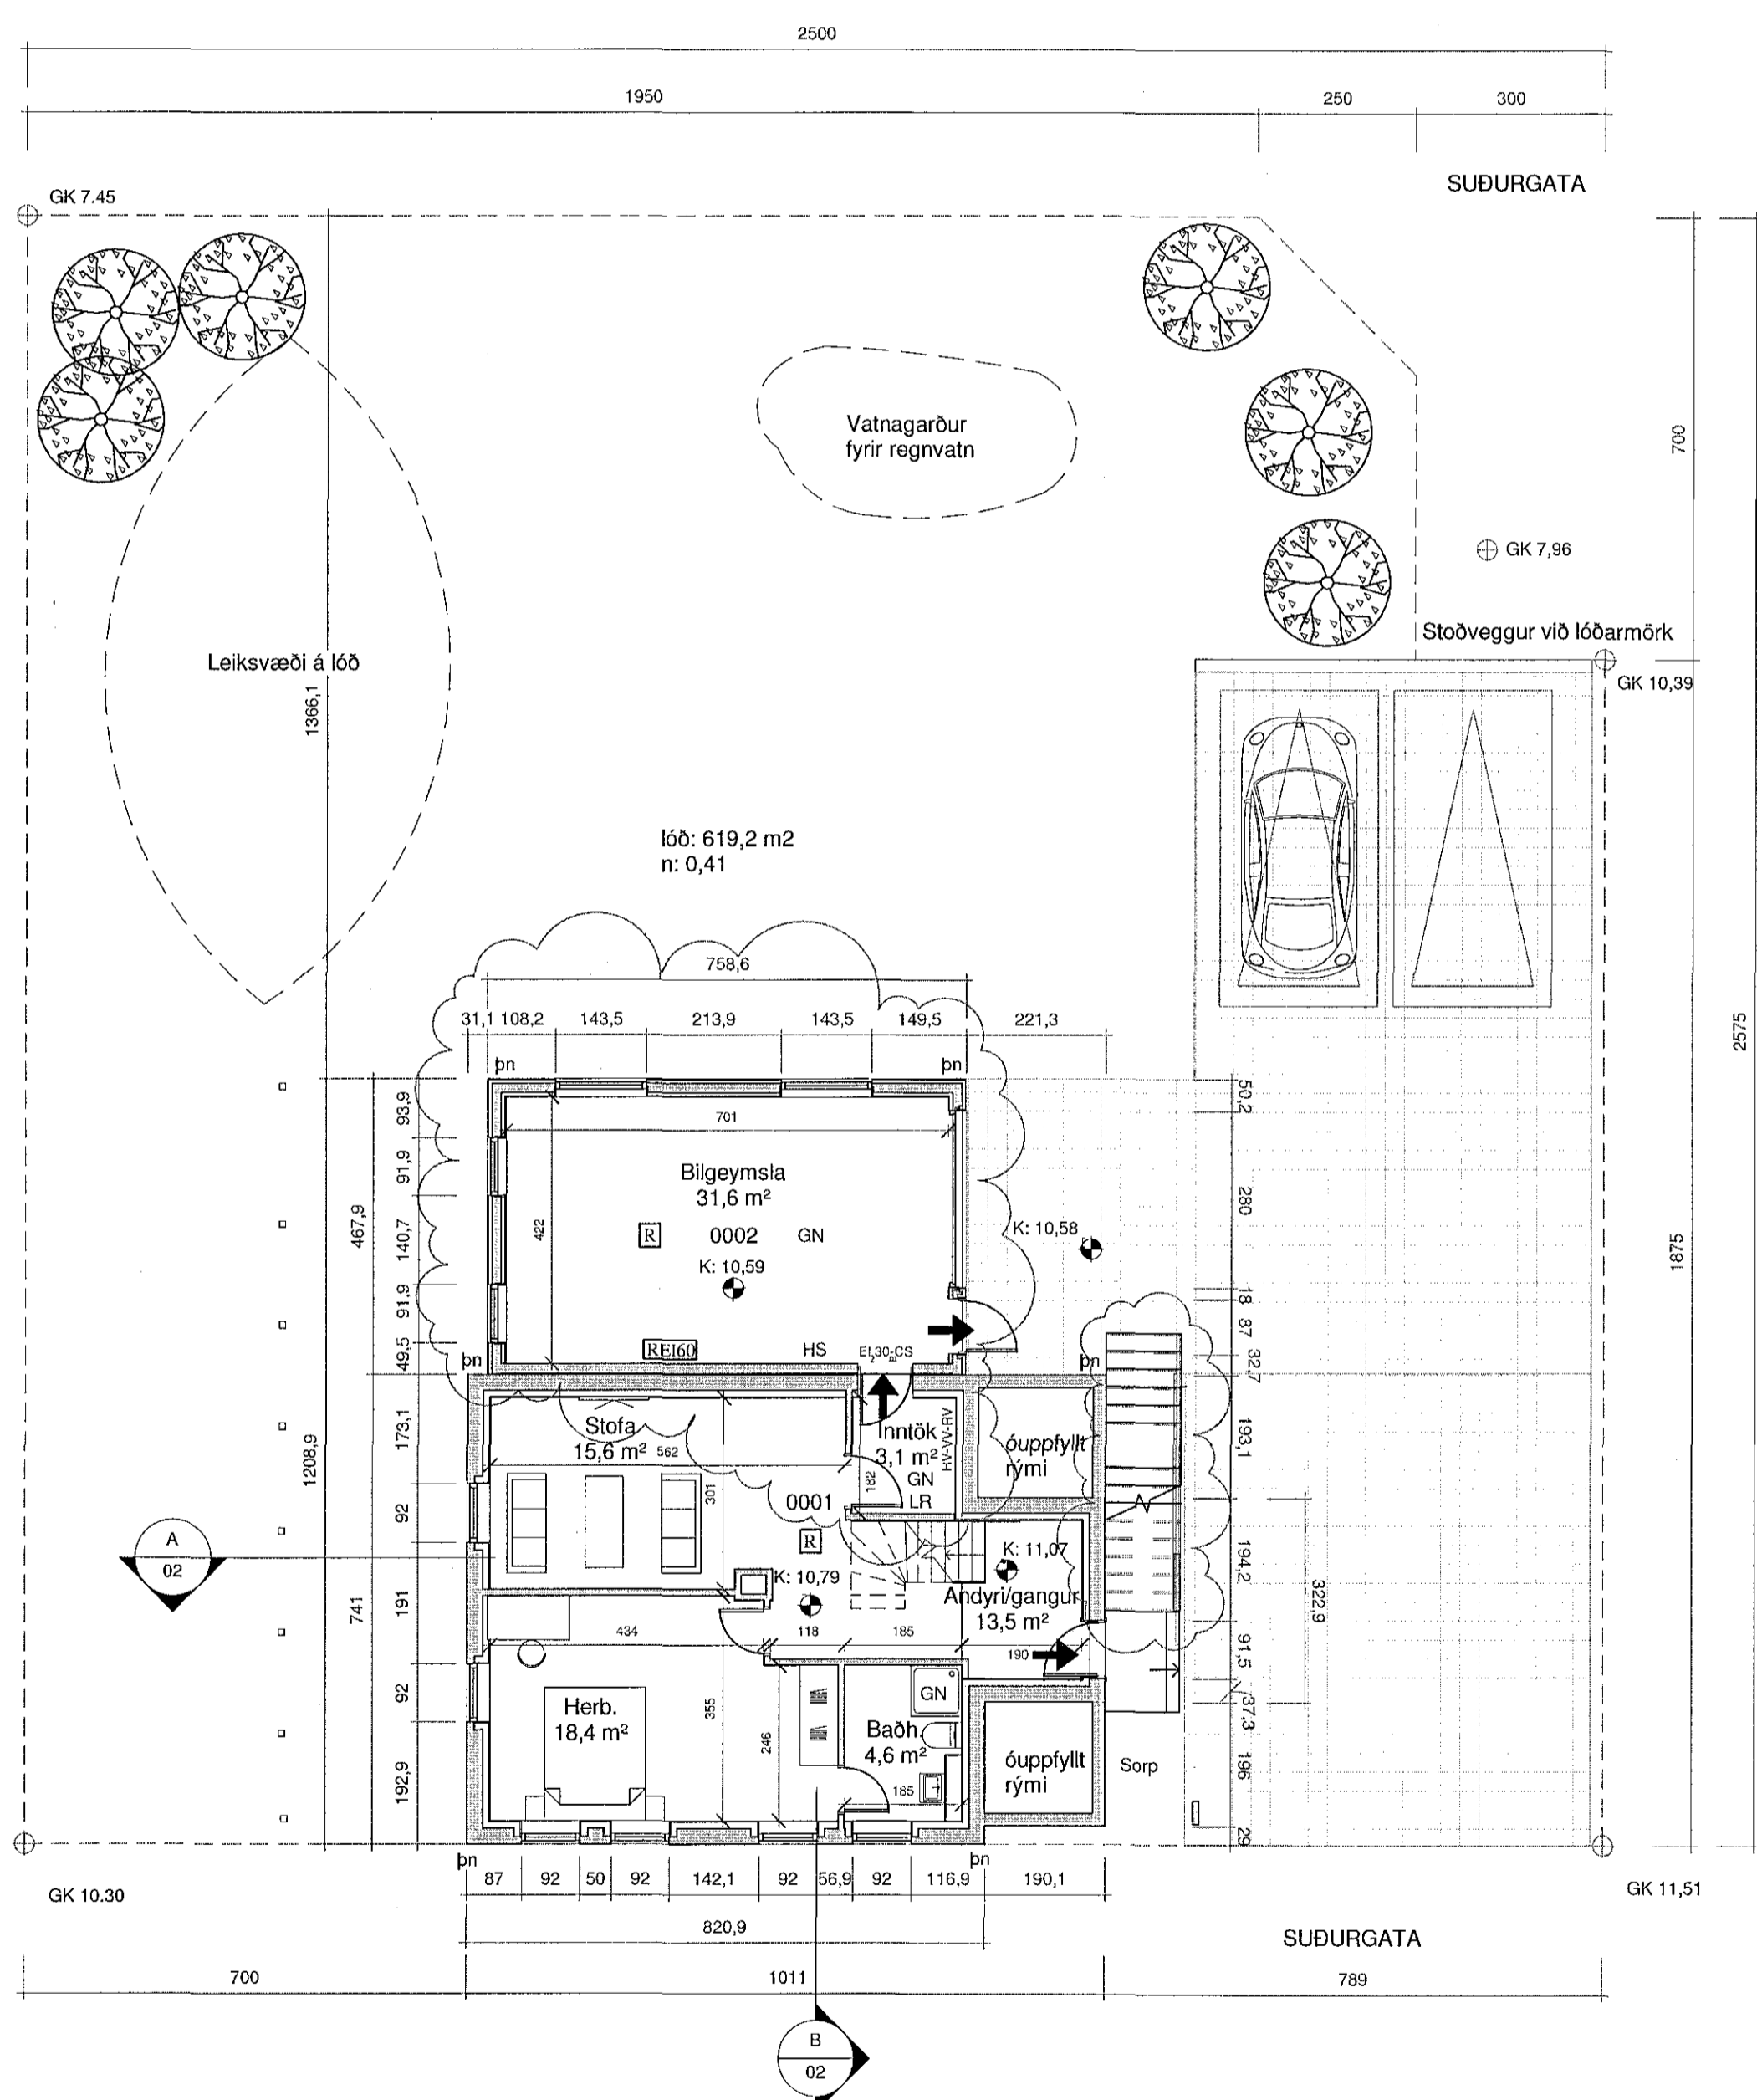 2500
1950
250
300
SUÐURGATA
GK 7.45
Vatnagarður
fyrir regnvatn
700
GK 7,96
Stoðveggur við lóðarmörk
GK 10,39
Leiksvæði á lóð
1366,1
lóð: 619,2 m2
n: 0,41
758,6
31,1 108,2 143,5 213,9 143,5 149,5 221,3
þn
þn
2575
1875
93,9
91,9
140,7
91,9
49,5
467,9
701
422
Bilgeymsla
31,6 m²
R 0002 GN
K: 10,59
K: 10,58
REI60
HS
EI₂30-CS
50,2
280
18
87
32,7
193,1
194,2
322,9
91,5
37,3
196
29
þn
þn
Stofa
15,6 m²
562
301
Inntök
3,1 m²
GN
LR
HV-VV-RV
182
óuppfyllt
rými
0001
R
K: 10,79
K: 11,07
Andyri/gangur
13,5 m²
173,1
92
191
92
192,9
741
1208,9
A
02
434
118
185
190
Herb.
18,4 m²
355
246
GN
Baðh.
4,6 m²
185
óuppfyllt
rými
Sorp
þn
þn
87 92 50 92 142,1 92 56,9 92 116,9 190,1
GK 10.30
GK 11,51
820,9
SUÐURGATA
700
1011
789
B
02